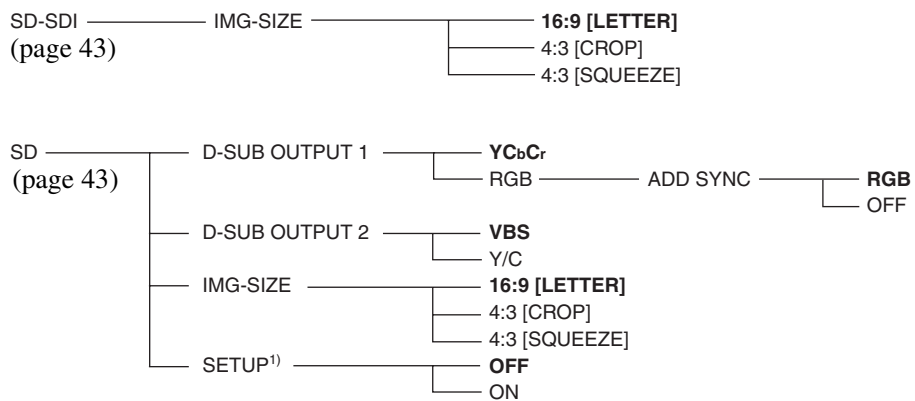 SD-SDI IMG-SIZE 16:9 [LETTER]
(page 43) 4:3 [CROP]
4:3 [SQUEEZE]
SD D-SUB OUTPUT 1 YCbCr
(page 43) RGB ADD SYNC RGB
OFF
D-SUB OUTPUT 2 VBS
Y/C
IMG-SIZE 16:9 [LETTER]
4:3 [CROP]
4:3 [SQUEEZE]
SETUP1) OFF
ON